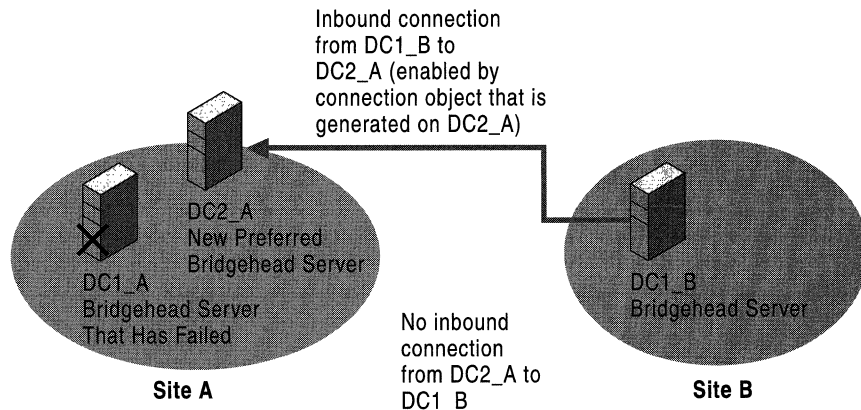 Inbound connection
from DC1_B to
DC2_A (enabled by
connection object that is
generated on DC2_A)
DC2_A
New Preferred
Bridgehead Server
DC1_A
Bridgehead Server
That Has Failed
DC1_B
Bridgehead Server
No inbound
connection
from DC2_A to
DC1_B
Site A
Site B